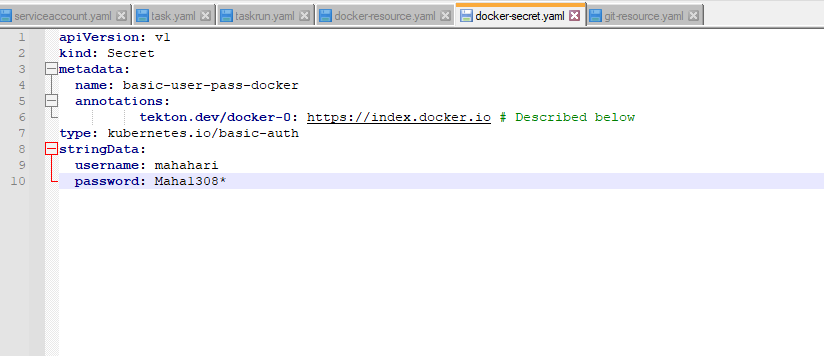 serviceaccount.yaml task.yaml taskrun.yaml docker-resource.yaml docker-secret.yaml git-resource.yaml
1 apiVersion: v1
2 kind: Secret
3 metadata:
4 name: basic-user-pass-docker
5 annotations:
6 tekton.dev/docker-0: https://index.docker.io # Described below
7 type: kubernetes.io/basic-auth
8 stringData:
9 username: mahahari
10 password: Maha1308*